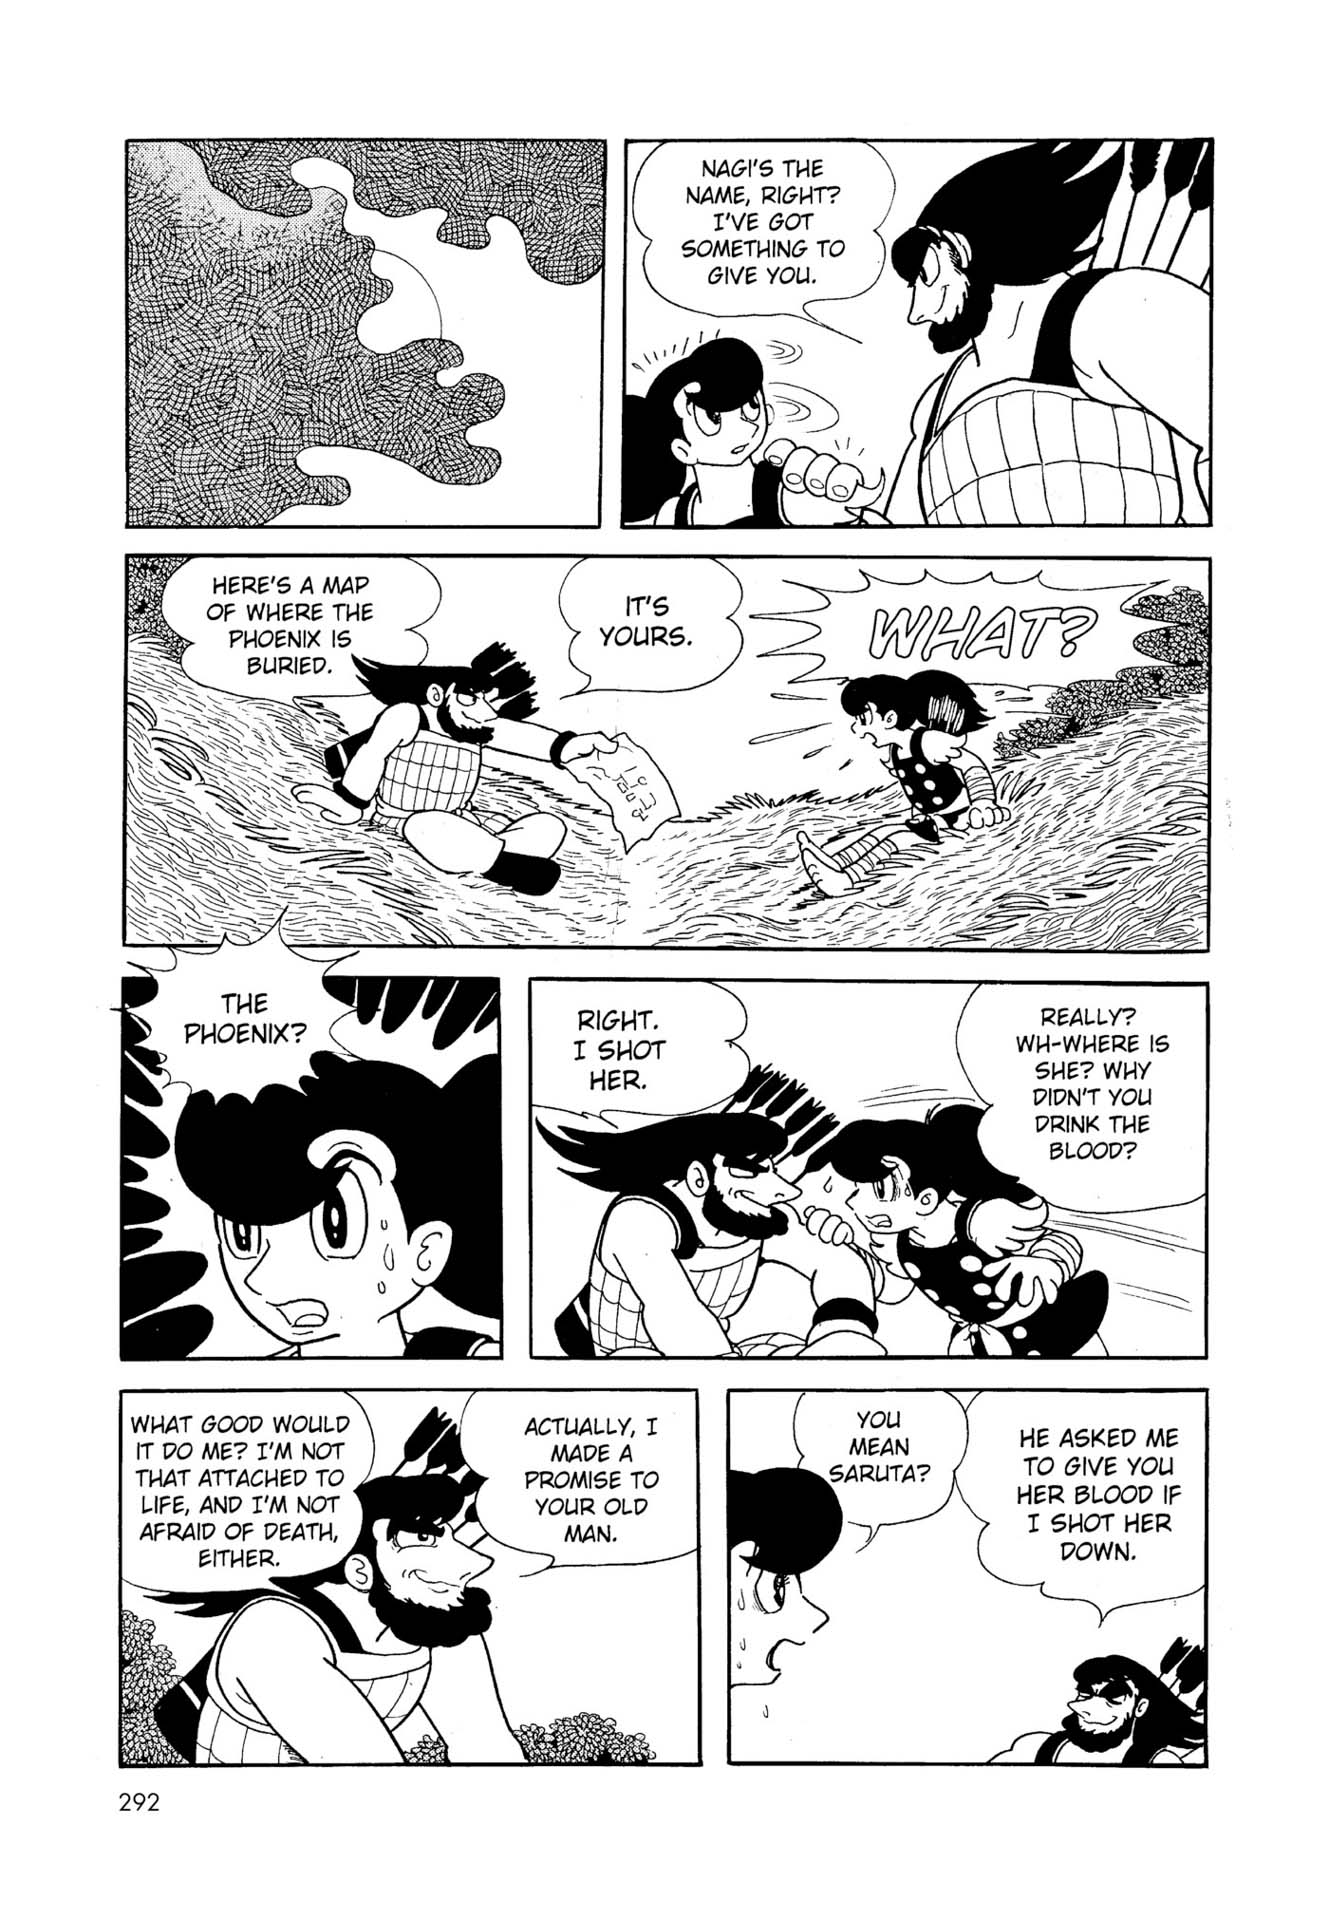 NAGI'S THE
NAME, RIGHT?
I'VE GOT
SOMETHING TO
GIVE YOU.
HERE'S A MAP
OF WHERE THE
PHOENIX IS
BURIED.
IT'S
YOURS.
WHAT?
THE
PHOENIX?
RIGHT.
I SHOT
HER.
REALLY?
WH-WHERE IS
SHE? WHY
DIDN'T YOU
DRINK THE
BLOOD?
WHAT GOOD WOULD
IT DO ME? I'M NOT
THAT ATTACHED TO
LIFE, AND I'M NOT
AFRAID OF DEATH,
EITHER.
ACTUALLY, I
MADE A
PROMISE TO
YOUR OLD
MAN.
YOU
MEAN
SARUTA?
HE ASKED ME
TO GIVE YOU
HER BLOOD IF
I SHOT HER
DOWN.
292